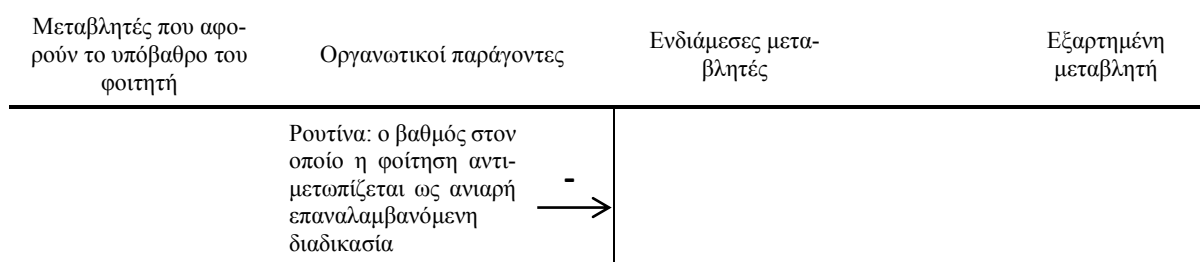 Μεταβλητές που αφο-
ρούν το υπόβαθρο του
φοιτητή
Οργανωτικοί παράγοντες
Ενδιάμεσες μετα-
βλητές
Εξαρτημένη
μεταβλητή
Ρουτίνα: ο βαθμός στον
οποίο η φοίτηση αντι-
μετωπίζεται ως ανιαρή
επαναλαμβανόμενη
διαδικασία
-